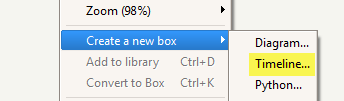 Zoom (98%)
Create a new box
Diagram...
Add to library Ctrl+D
Timeline...
Convert to Box Ctrl+K
Python...